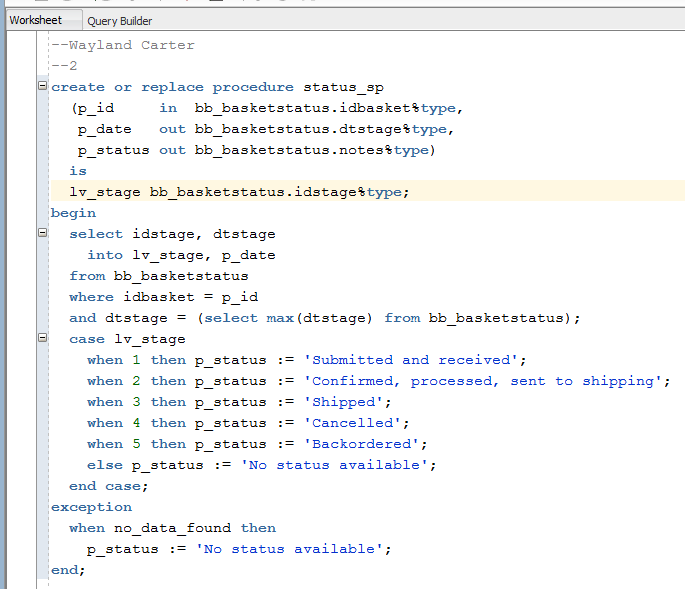 Worksheet Query Builder
--Wayland Carter
--2
create or replace procedure status_sp
(p_id in bb_basketstatus.idbasket%type,
p_date out bb_basketstatus.dtstage%type,
p_status out bb_basketstatus.notes%type)
is
lv_stage bb_basketstatus.idstage%type;
begin
select idstage, dtstage
into lv_stage, p_date
from bb_basketstatus
where idbasket = p_id
and dtstage = (select max(dtstage) from bb_basketstatus);
case lv_stage
when 1 then p_status := 'Submitted and received';
when 2 then p_status := 'Confirmed, processed, sent to shipping';
when 3 then p_status := 'Shipped';
when 4 then p_status := 'Cancelled';
when 5 then p_status := 'Backordered';
else p_status := 'No status available';
end case;
exception
when no_data_found then
p_status := 'No status available';
end;